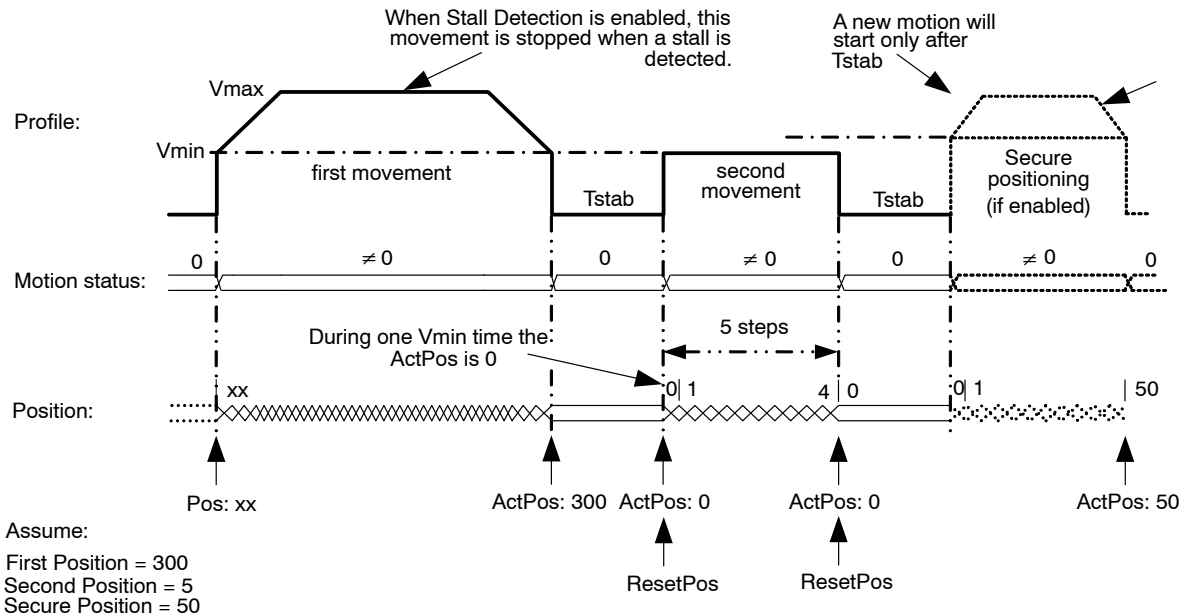 When Stall Detection is enabled, this
movement is stopped when a stall is
detected.
A new motion will
start only after
Tstab
Profile:
Vmax
Vmin
first movement
Tstab
second
movement
Tstab
Secure
positioning
(if enabled)
Motion status:
0
≠ 0
0
≠ 0
0
≠ 0
0
During one Vmin time the
ActPos is 0
5 steps
Position:
xx
0 1
4 0
0 1
50
Pos: xx
ActPos: 300
ActPos: 0
ActPos: 0
ActPos: 50
ResetPos
ResetPos
Assume:
First Position = 300
Second Position = 5
Secure Position = 50